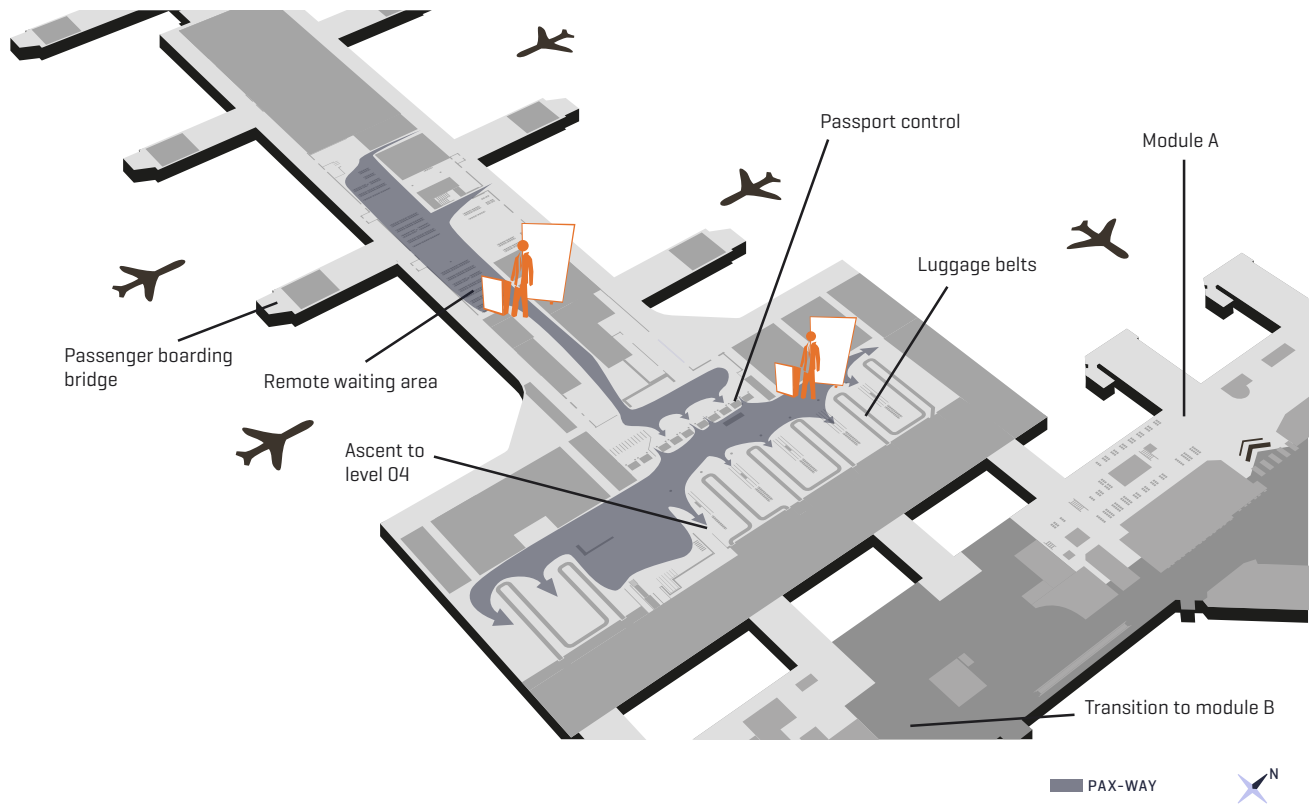 Passport control
Module A
Luggage belts
Passenger boarding
bridge
Remote waiting area
Ascent to
level 04
Transition to module B
PAX-WAY
N